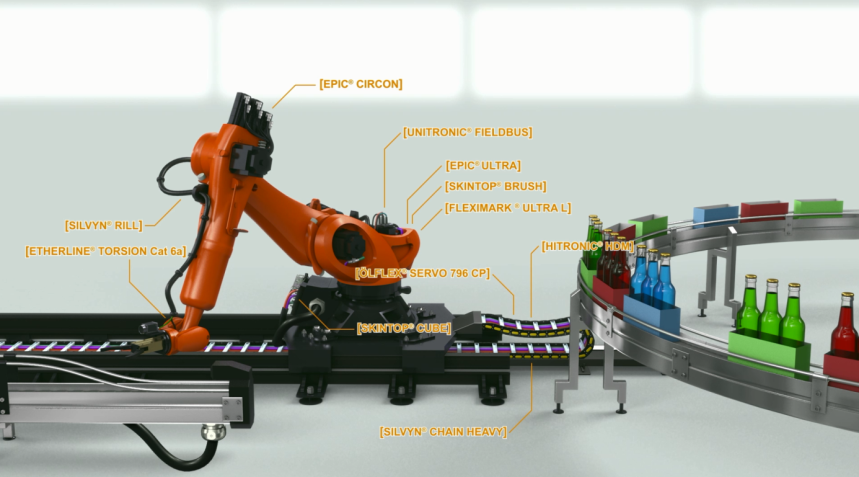 [EPIC® CIRCON]
[UNITRONIC® FIELDBUS]
[EPIC® ULTRA]
[SKINTOP® BRUSH]
[FLEXIMARK ® ULTRA L]
[SILVYN® RILL]
[ETHERLINE® TORSION Cat 6a]
[HITRONIC® HDM]
[ÖLFLEX® SERVO 796 CP]
[SKINTOP® CUBE]
[SILVYN® CHAIN HEAVY]